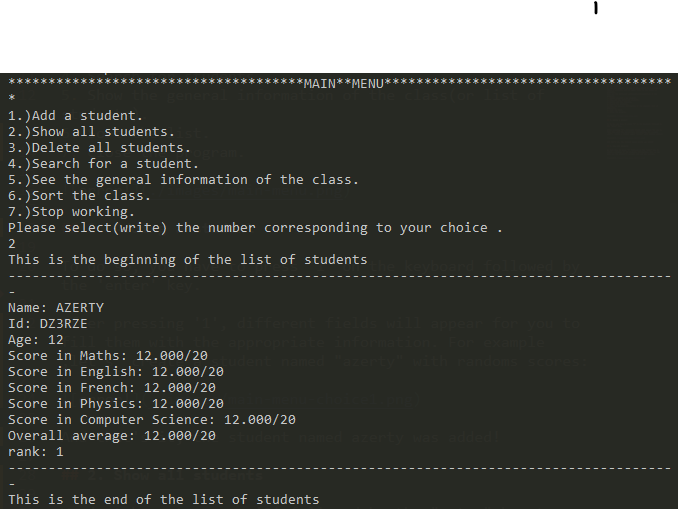 *************************************MAIN**MENU************************************
*
1.)Add a student.
2.)Show all students.
3.)Delete all students.
4.)Search for a student.
5.)See the general information of the class.
6.)Sort the class.
7.)Stop working.
Please select(write) the number corresponding to your choice .
2
This is the beginning of the list of students
-----------------------------------------------------------------------------------
-
Name: AZERTY
Id: DZ3RZE
Age: 12
Score in Maths: 12.000/20
Score in English: 12.000/20
Score in French: 12.000/20
Score in Physics: 12.000/20
Score in Computer Science: 12.000/20
Overall average: 12.000/20
rank: 1
-----------------------------------------------------------------------------------
-
This is the end of the list of students